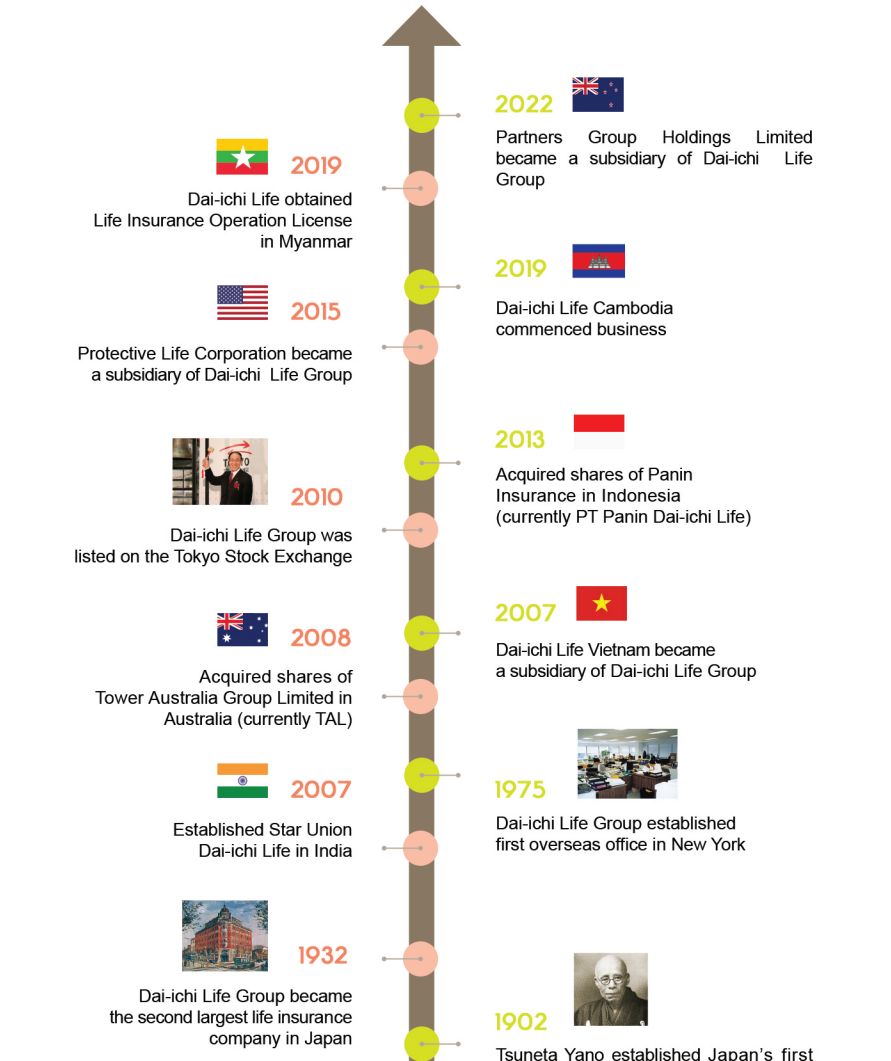 2022
Partners Group Holdings Limited
became a subsidiary of Dai-ichi Life
Group
2019
Dai-ichi Life obtained
Life Insurance Operation License
in Myanmar
2019
Dai-ichi Life Cambodia
commenced business
2015
Protective Life Corporation became
a subsidiary of Dai-ichi Life Group
2013
Acquired shares of Panin
Insurance in Indonesia
(currently PT Panin Dai-ichi Life)
2010
Dai-ichi Life Group was
listed on the Tokyo Stock Exchange
2007
Dai-ichi Life Vietnam became
a subsidiary of Dai-ichi Life Group
2008
Acquired shares of
Tower Australia Group Limited in
Australia (currently TAL)
1975
Dai-ichi Life Group established
first overseas office in New York
2007
Established Star Union
Dai-ichi Life in India
1932
Dai-ichi Life Group became
the second largest life insurance
company in Japan
1902
Tsuneta Yano established Japan's first